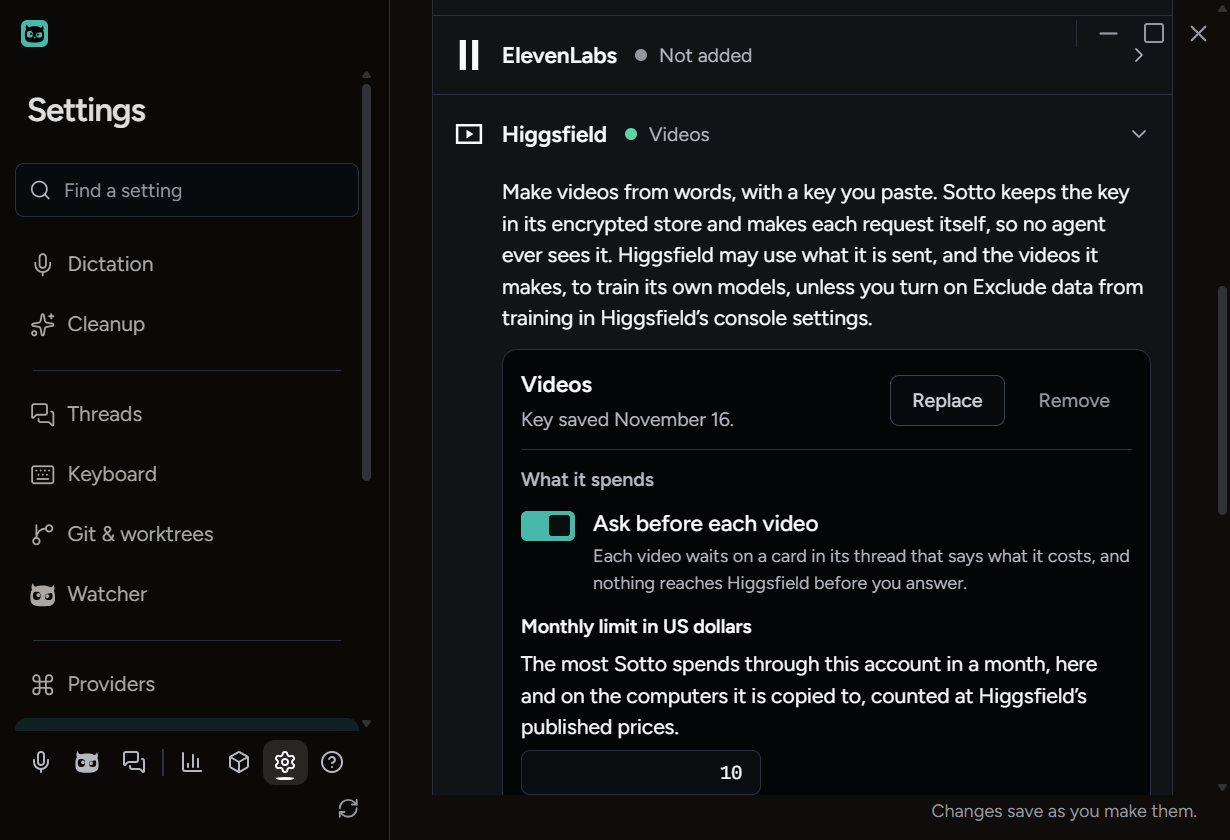 Settings
Find a setting
Dictation
Cleanup
Threads
Keyboard
Git & worktrees
Watcher
Providers
ElevenLabs
Not added
Higgsfield
Videos
Make videos from words, with a key you paste. Sotto keeps the key
in its encrypted store and makes each request itself, so no agent
ever sees it. Higgsfield may use what it is sent, and the videos it
makes, to train its own models, unless you turn on Exclude data from
training in Higgsfield’s console settings.
Videos
Key saved November 16.
Replace
Remove
What it spends
Ask before each video
Each video waits on a card in its thread that says what it costs, and
nothing reaches Higgsfield before you answer.
Monthly limit in US dollars
The most Sotto spends through this account in a month, here
and on the computers it is copied to, counted at Higgsfield’s
published prices.
10
Changes save as you make them.